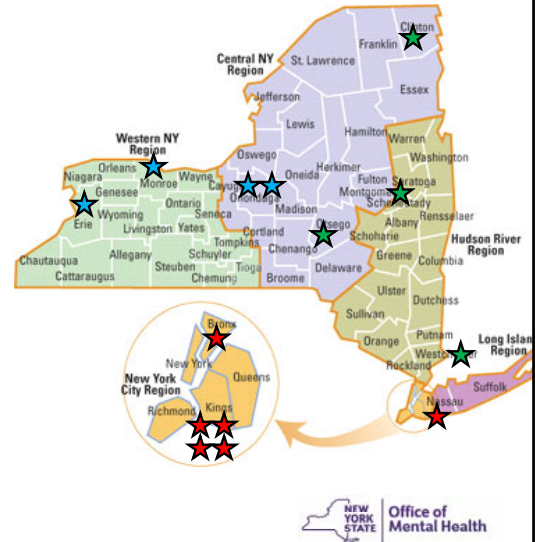 Clinton
Franklin
St. Lawrence
Central NY
Region
Essex
Jefferson
Lewis
Hamilton
Warren
Washington
Western NY
Region
Oswego
Herkimer
Oneida
Fulton
Saratoga
Orleans
Niagara
Monroe
Wayne
Cayuga
Onondaga
Montgomery
Schenectady
Genesee
Ontario
Madison
Rensselaer
Erie
Wyoming
Seneca
Otsego
Albany
Livingston
Yates
Cortland
Schoharie
Hudson River
Region
Tompkins
Chenango
Greene
Columbia
Chautauqua
Allegany
Schuyler
Steuben
Tioga
Delaware
Cattaraugus
Chemung
Broome
Ulster
Dutchess
Sullivan
Orange
Putnam
Long Islan
Region
Westchester
Rockland
Suffolk
Nassau
Bronx
New York
Queens
New York
City Region
Richmond
Kings
NEW
YORK
STATE
Office of
Mental Health